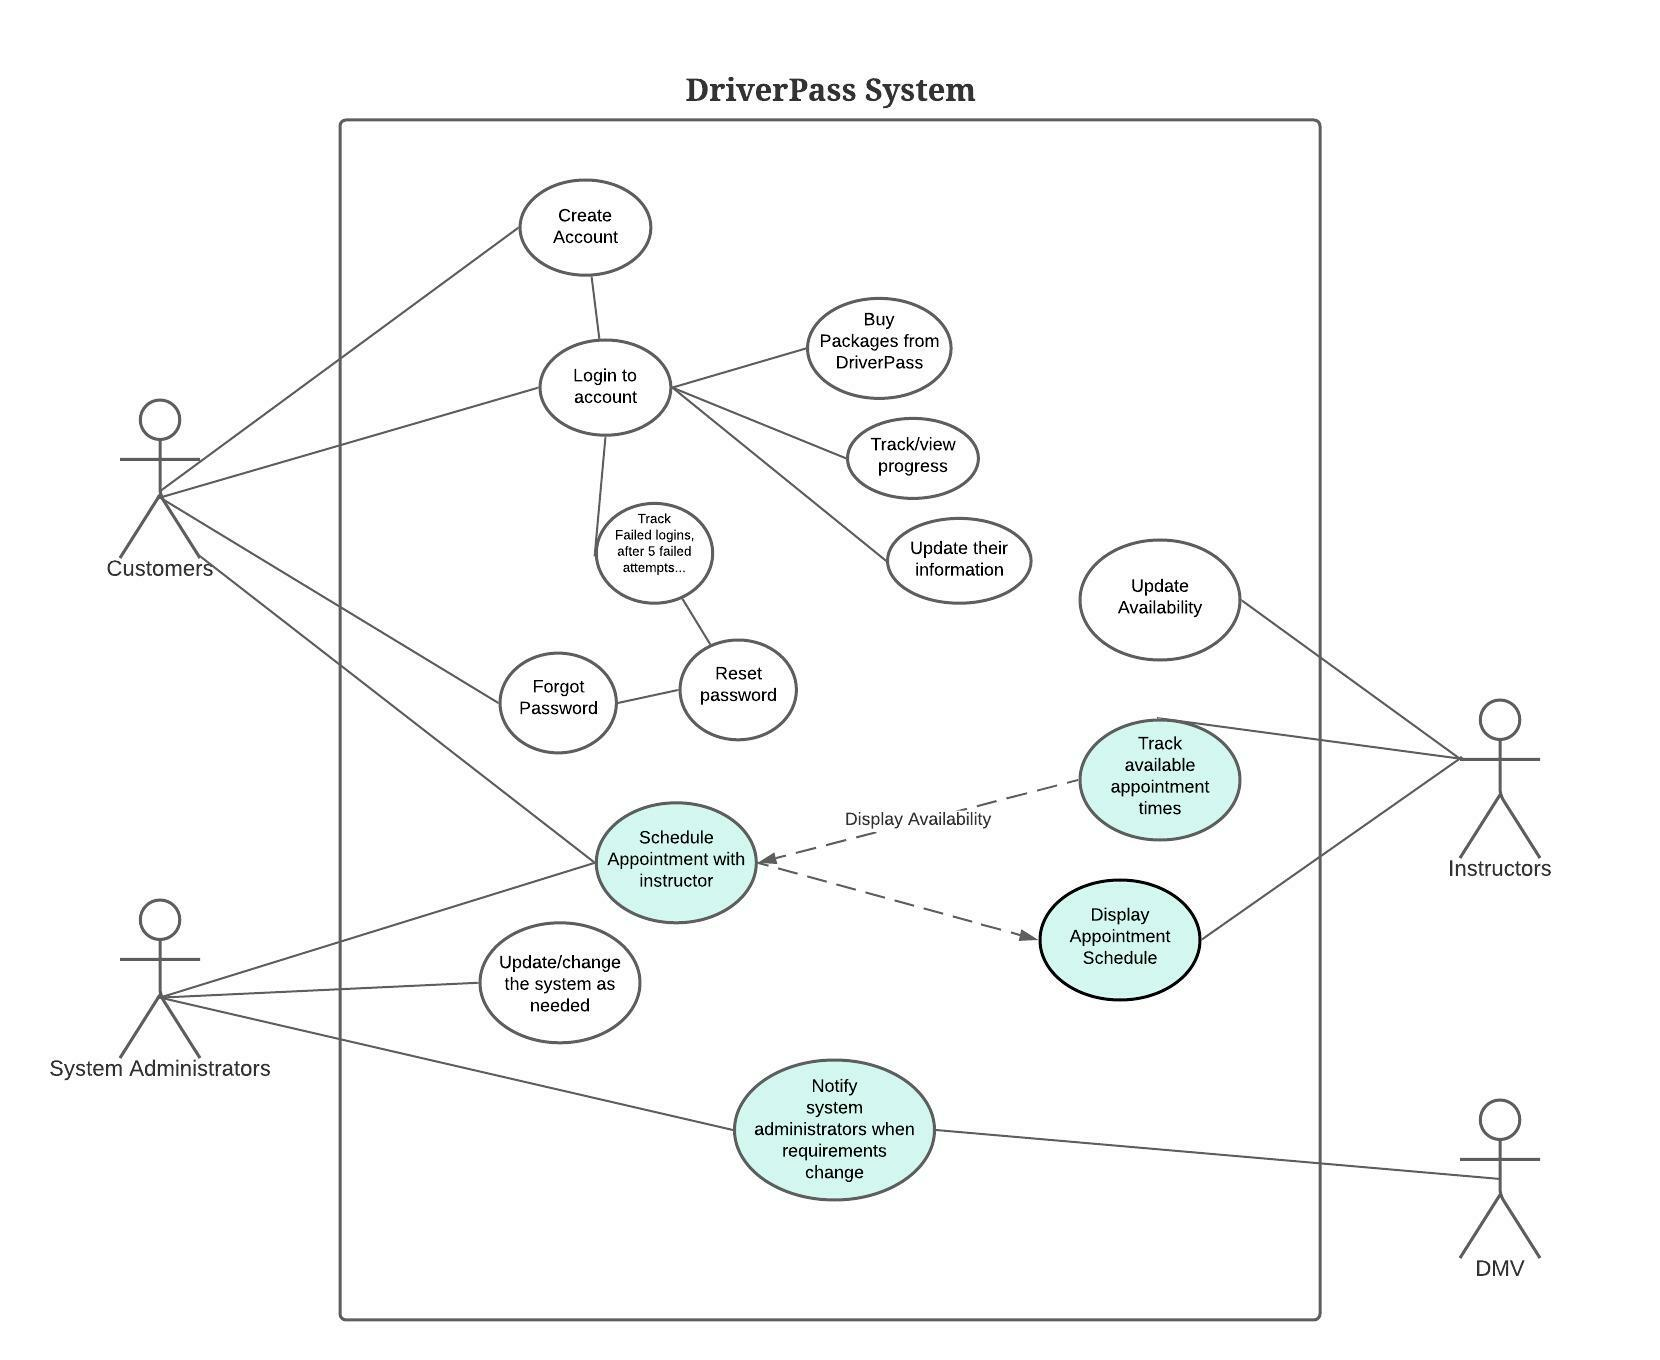 DriverPass System
Create
Account
Buy
Packages from
DriverPass
Login to
account
Track/view
progress
Track
Failed logins,
after 5 failed
attempts...
Update their
information
Customers
Update
Availability
Forgot
Password
Reset
password
Track
available
appointment
times
Display Availability
Schedule
Appointment with
instructor
Instructors
Display
Appointment
Schedule
Update/change
the system as
needed
System Administrators
Notify
system
administrators when
requirements
change
DMV